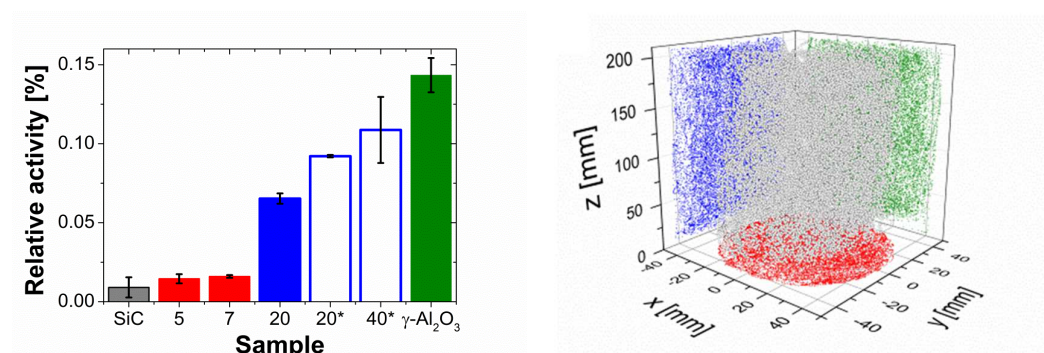 Relative activity [%]
0.15
0.10
0.05
0.00
SiC 5 7 20 20* 40* γ-Al₂O₃
Sample
z [mm]
200
150
100
50
0
-40 -20 0 20 40
x [mm]
-40 -20 0 20 40
y [mm]